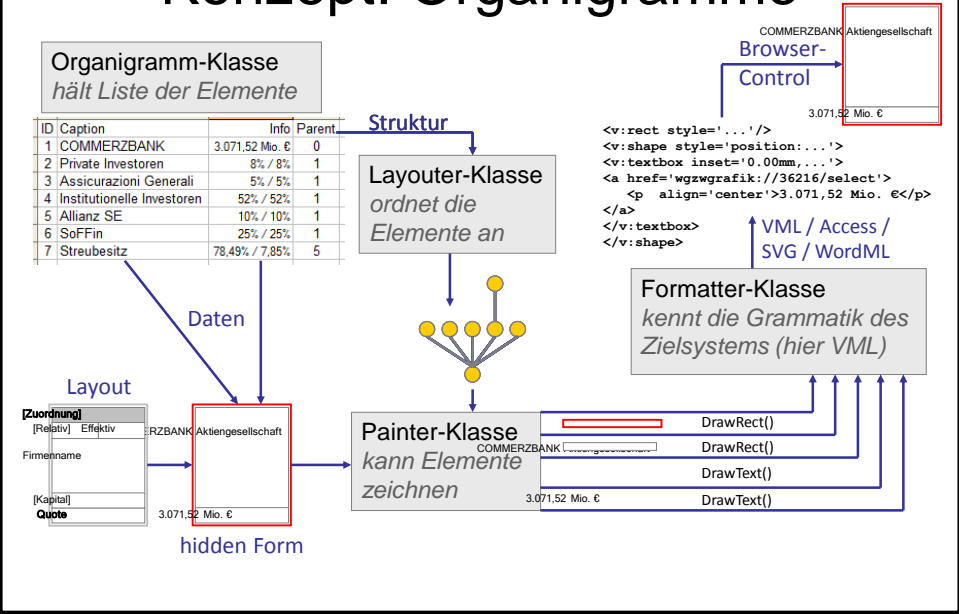 Konzept: Organigramme
Organigramm-Klasse
hält Liste der Elemente
ID Caption Info Parent
1 COMMERZBANK 3.071,52 Mio. € 0
2 Private Investoren 8% / 8% 1
3 Assicurazioni Generali 5% / 5% 1
4 Institutionelle Investoren 52% / 52% 1
5 Allianz SE 10% / 10% 1
6 SoFFin 25% / 25% 1
7 Streubesitz 78,49% / 7,85% 5
Struktur
Layouter-Klasse
ordnet die
Elemente an
COMMERZBANK Aktiengesellschaft
Browser-
Control
3.071,52 Mio. €
<v:rect style='...'/>
<v:shape style='position:...'>
<v:textbox inset='0.00mm,...'>
<a href='wgzwgrafik://36216/select'>
<p align='center'>3.071,52 Mio. €</p>
</a>
</v:textbox>
</v:shape>
VML / Access /
SVG / WordML
Formatter-Klasse
kennt die Grammatik des
Zielsystems (hier VML)
Daten
Layout
[Zuordnung]
[Relativ] Effektiv
Firmenname
[Kapital]
Quote
ERZBANK Aktiengesellschaft
3.071,52 Mio. €
hidden Form
Painter-Klasse
kann Elemente
zeichnen
DrawRect()
COMMERZBANK Aktiengesellschaft
DrawRect()
DrawText()
3.071,52 Mio. €
DrawText()